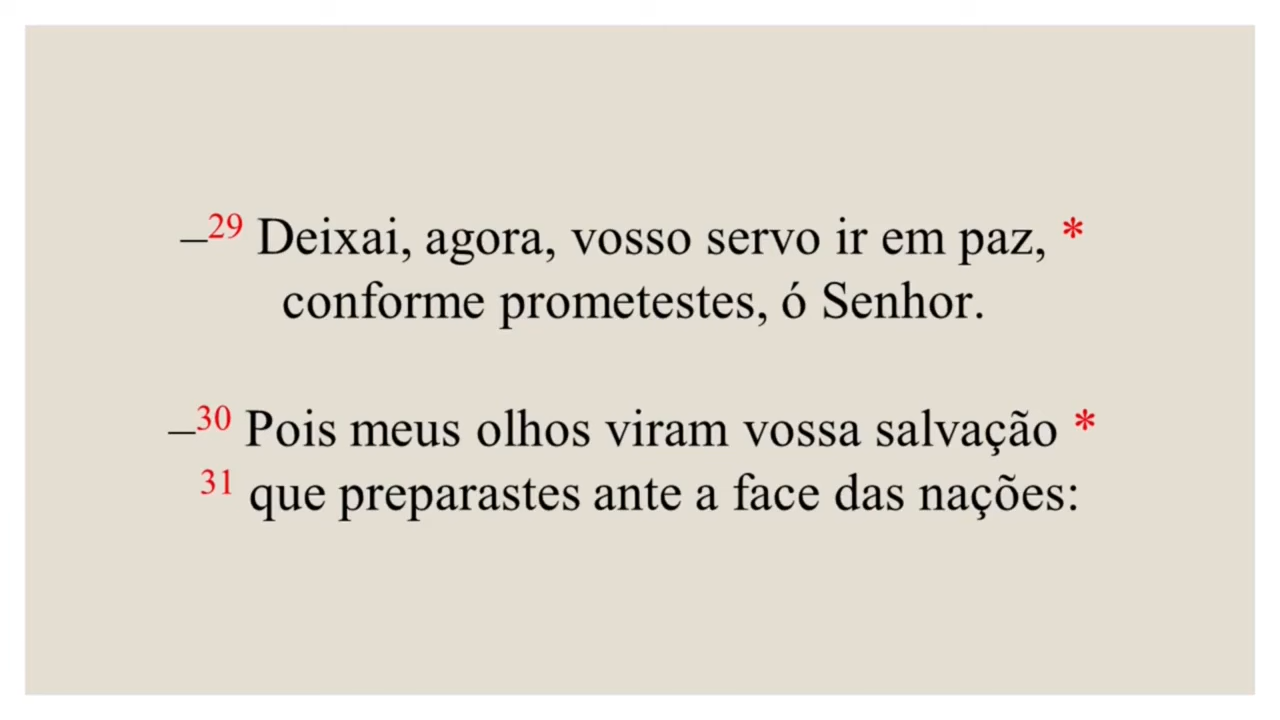 –29 Deixai, agora, vosso servo ir em paz, *
conforme prometestes, ó Senhor.
–30 Pois meus olhos viram vossa salvação *
31 que preparastes ante a face das nações: